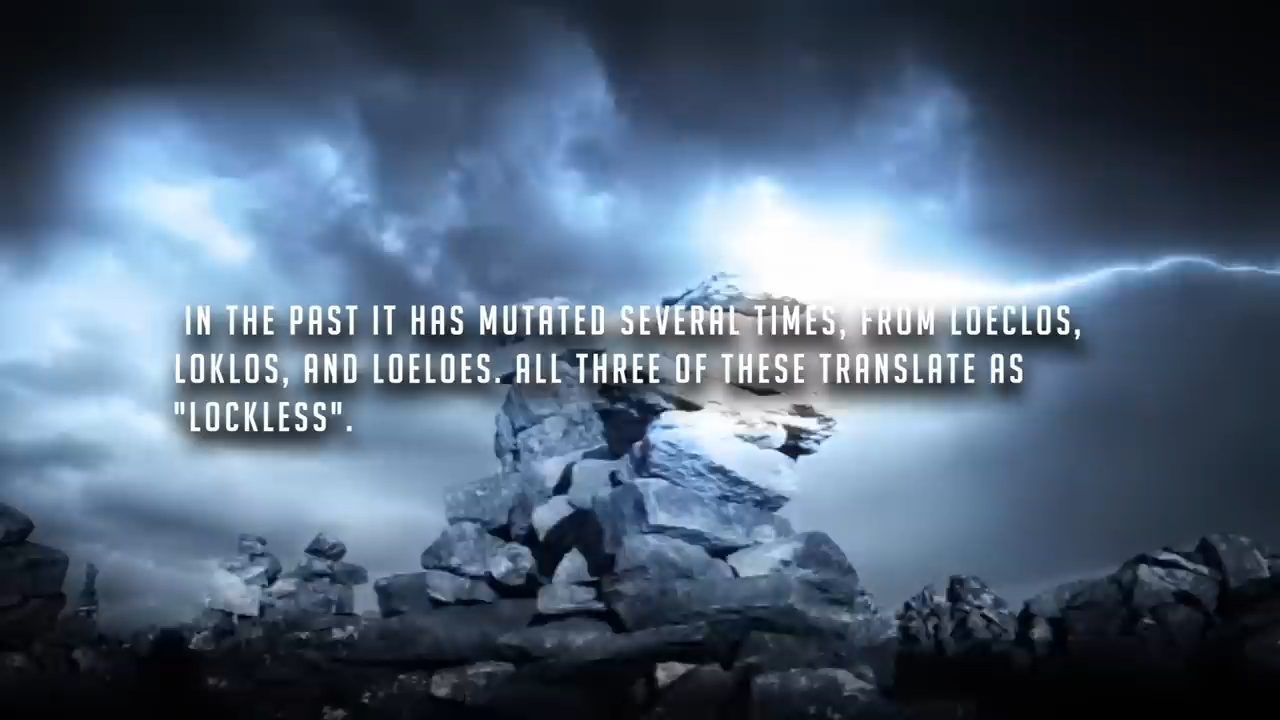 IN THE PAST IT HAS MUTATED SEVERAL TIMES, FROM LOECLOS,
LOKLOS, AND LOELOES. ALL THREE OF THESE TRANSLATE AS
"LOCKLESS".